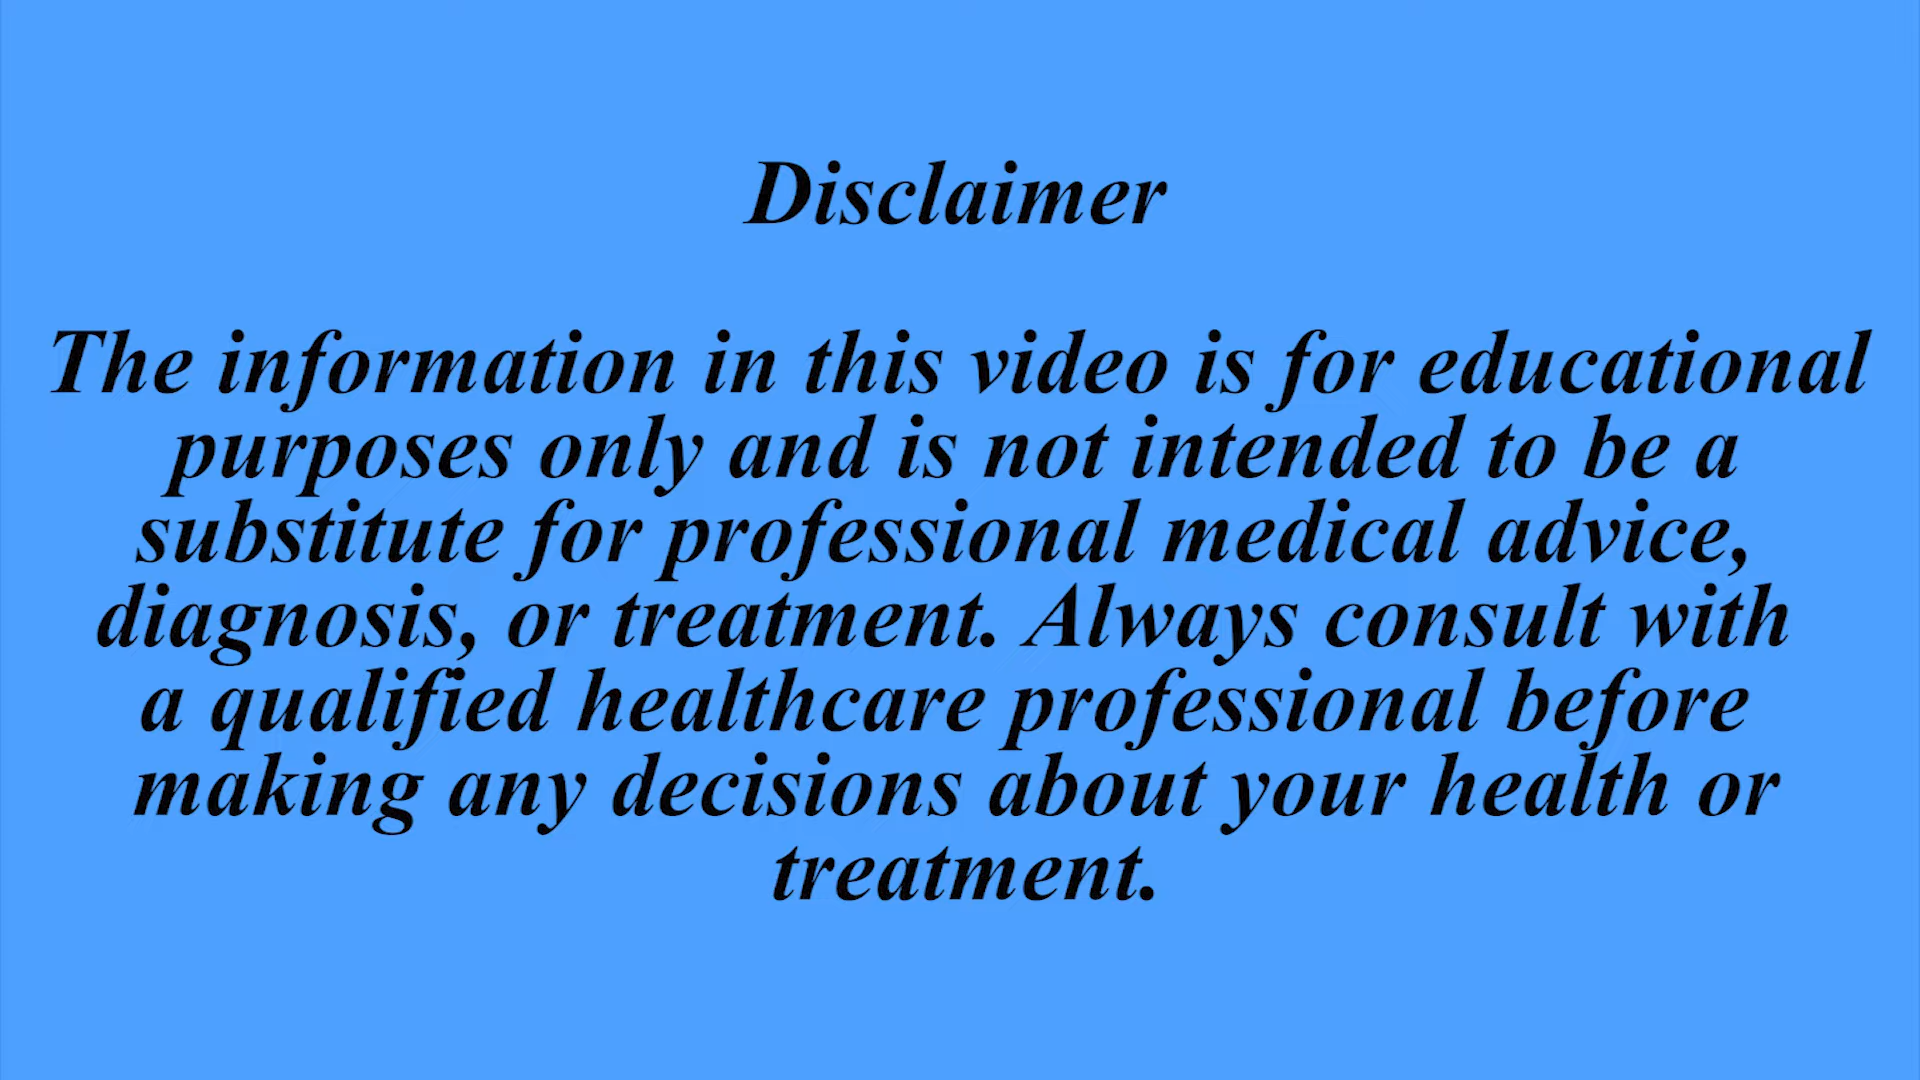 Disclaimer
The information in this video is for educational
purposes only and is not intended to be a
substitute for professional medical advice,
diagnosis, or treatment. Always consult with
a qualified healthcare professional before
making any decisions about your health or
treatment.